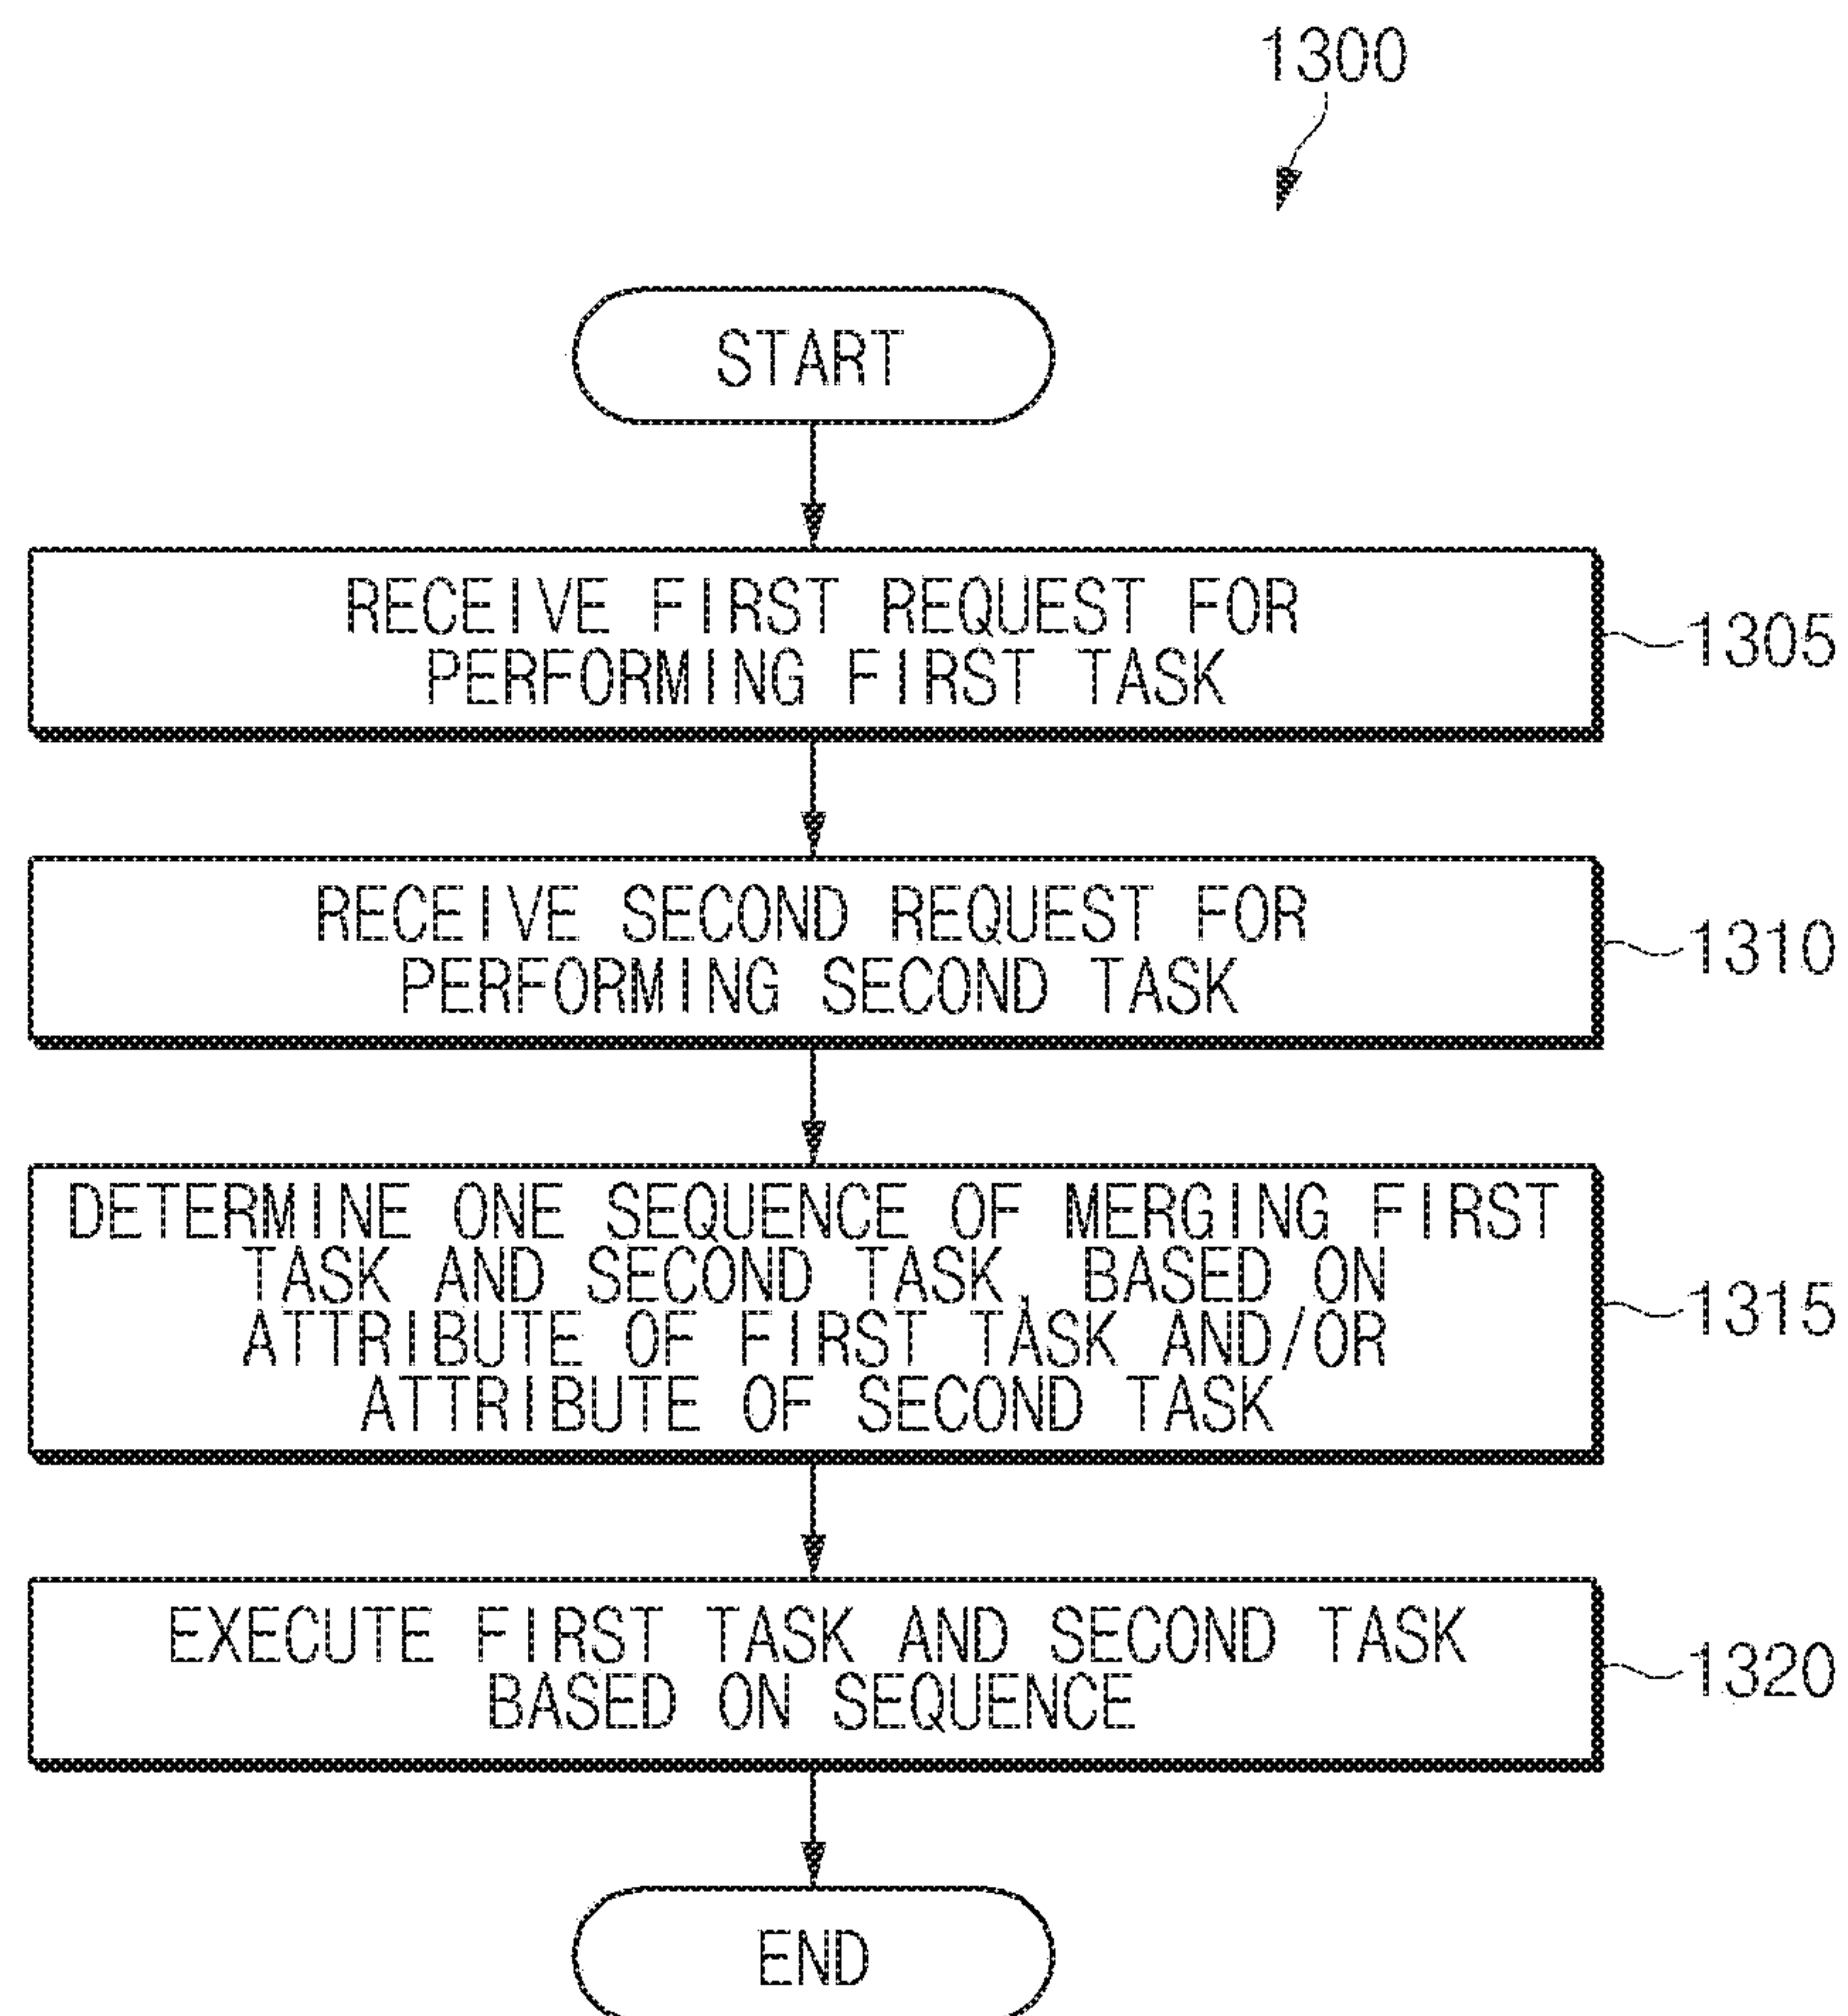 1300
START
RECEIVE FIRST REQUEST FOR
PERFORMING FIRST TASK
1305
RECEIVE SECOND REQUEST FOR
PERFORMING SECOND TASK
1310
DETERMINE ONE SEQUENCE OF MERGING FIRST
TASK AND SECOND TASK, BASED ON
ATTRIBUTE OF FIRST TASK AND/OR
ATTRIBUTE OF SECOND TASK
1315
EXECUTE FIRST TASK AND SECOND TASK
BASED ON SEQUENCE
1320
END